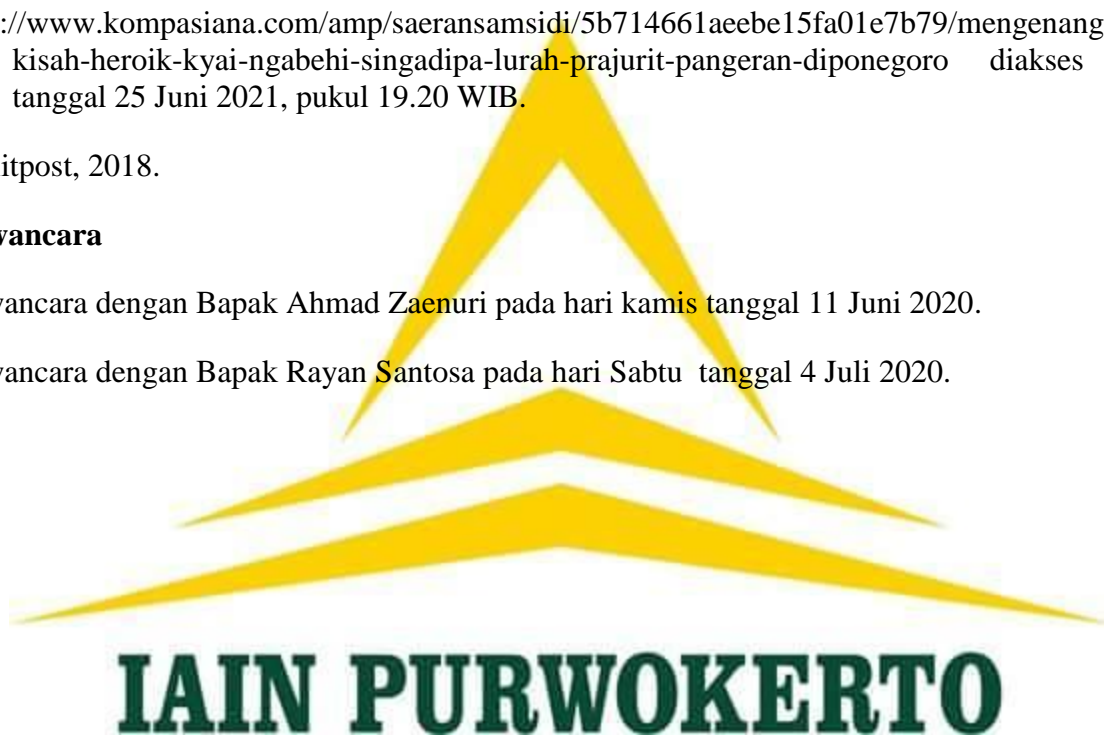 ://www.kompasiana.com/amp/saeransamsidi/5b714661aeebe15fa01e7b79/mengenang
kisah-heroik-kyai-ngabehi-singadipa-lurah-prajurit-pangeran-diponegoro diakses
tanggal 25 Juni 2021, pukul 19.20 WIB.
itpost, 2018.
vancara
vancara dengan Bapak Ahmad Zaenuri pada hari kamis tanggal 11 Juni 2020.
vancara dengan Bapak Rayan Santosa pada hari Sabtu tanggal 4 Juli 2020.
IAIN PURWOKERTO